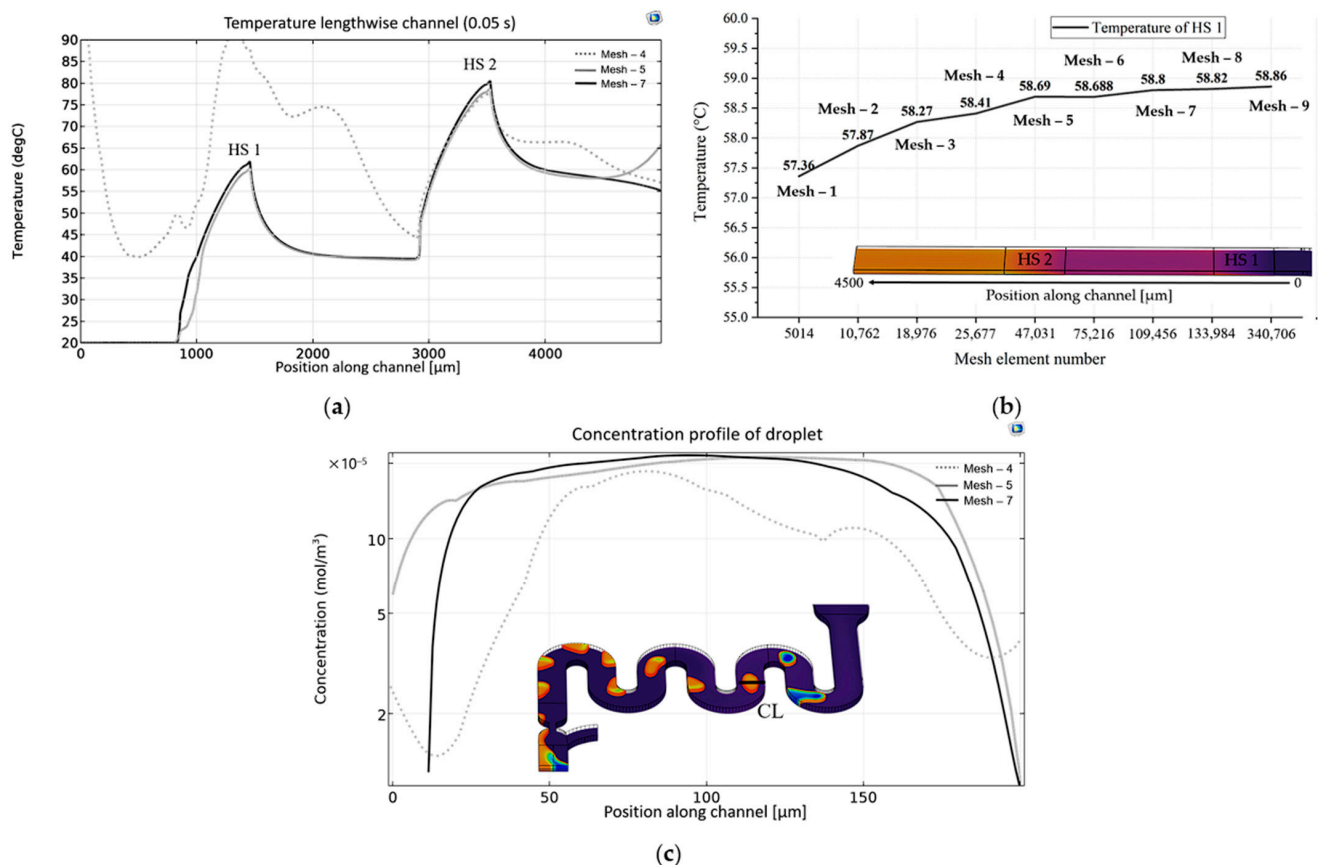 Temperature lengthwise channel (0.05 s)
Temperature (degC)
90
85
80
75
70
65
60
55
50
45
40
35
30
25
20
HS 1
HS 2
Mesh – 4
Mesh – 5
Mesh – 7
0
1000
2000
3000
4000
Position along channel [µm]
(a)
Temperature (°C)
60.0
59.5
59.0
58.5
58.0
57.5
57.0
56.5
56.0
55.5
55.0
Temperature of HS 1
57.36
Mesh – 1
Mesh – 2
57.87
18.27
Mesh – 3
Mesh – 4
58.41
58.69
Mesh – 5
Mesh – 6
58.688
58.8
Mesh – 7
Mesh – 8
58.82
58.86
Mesh – 9
HS 2
HS 1
4500
0
Position along channel [µm]
5014
10,762
18,976
25,677
47,031
75,216
109,456
133,984
340,706
Mesh element number
(b)
Concentration profile of droplet
×10⁻⁵
Concentration (mol/m³)
10
5
2
Mesh – 4
Mesh – 5
Mesh – 7
CL
0
50
100
150
Position along channel [µm]
(c)